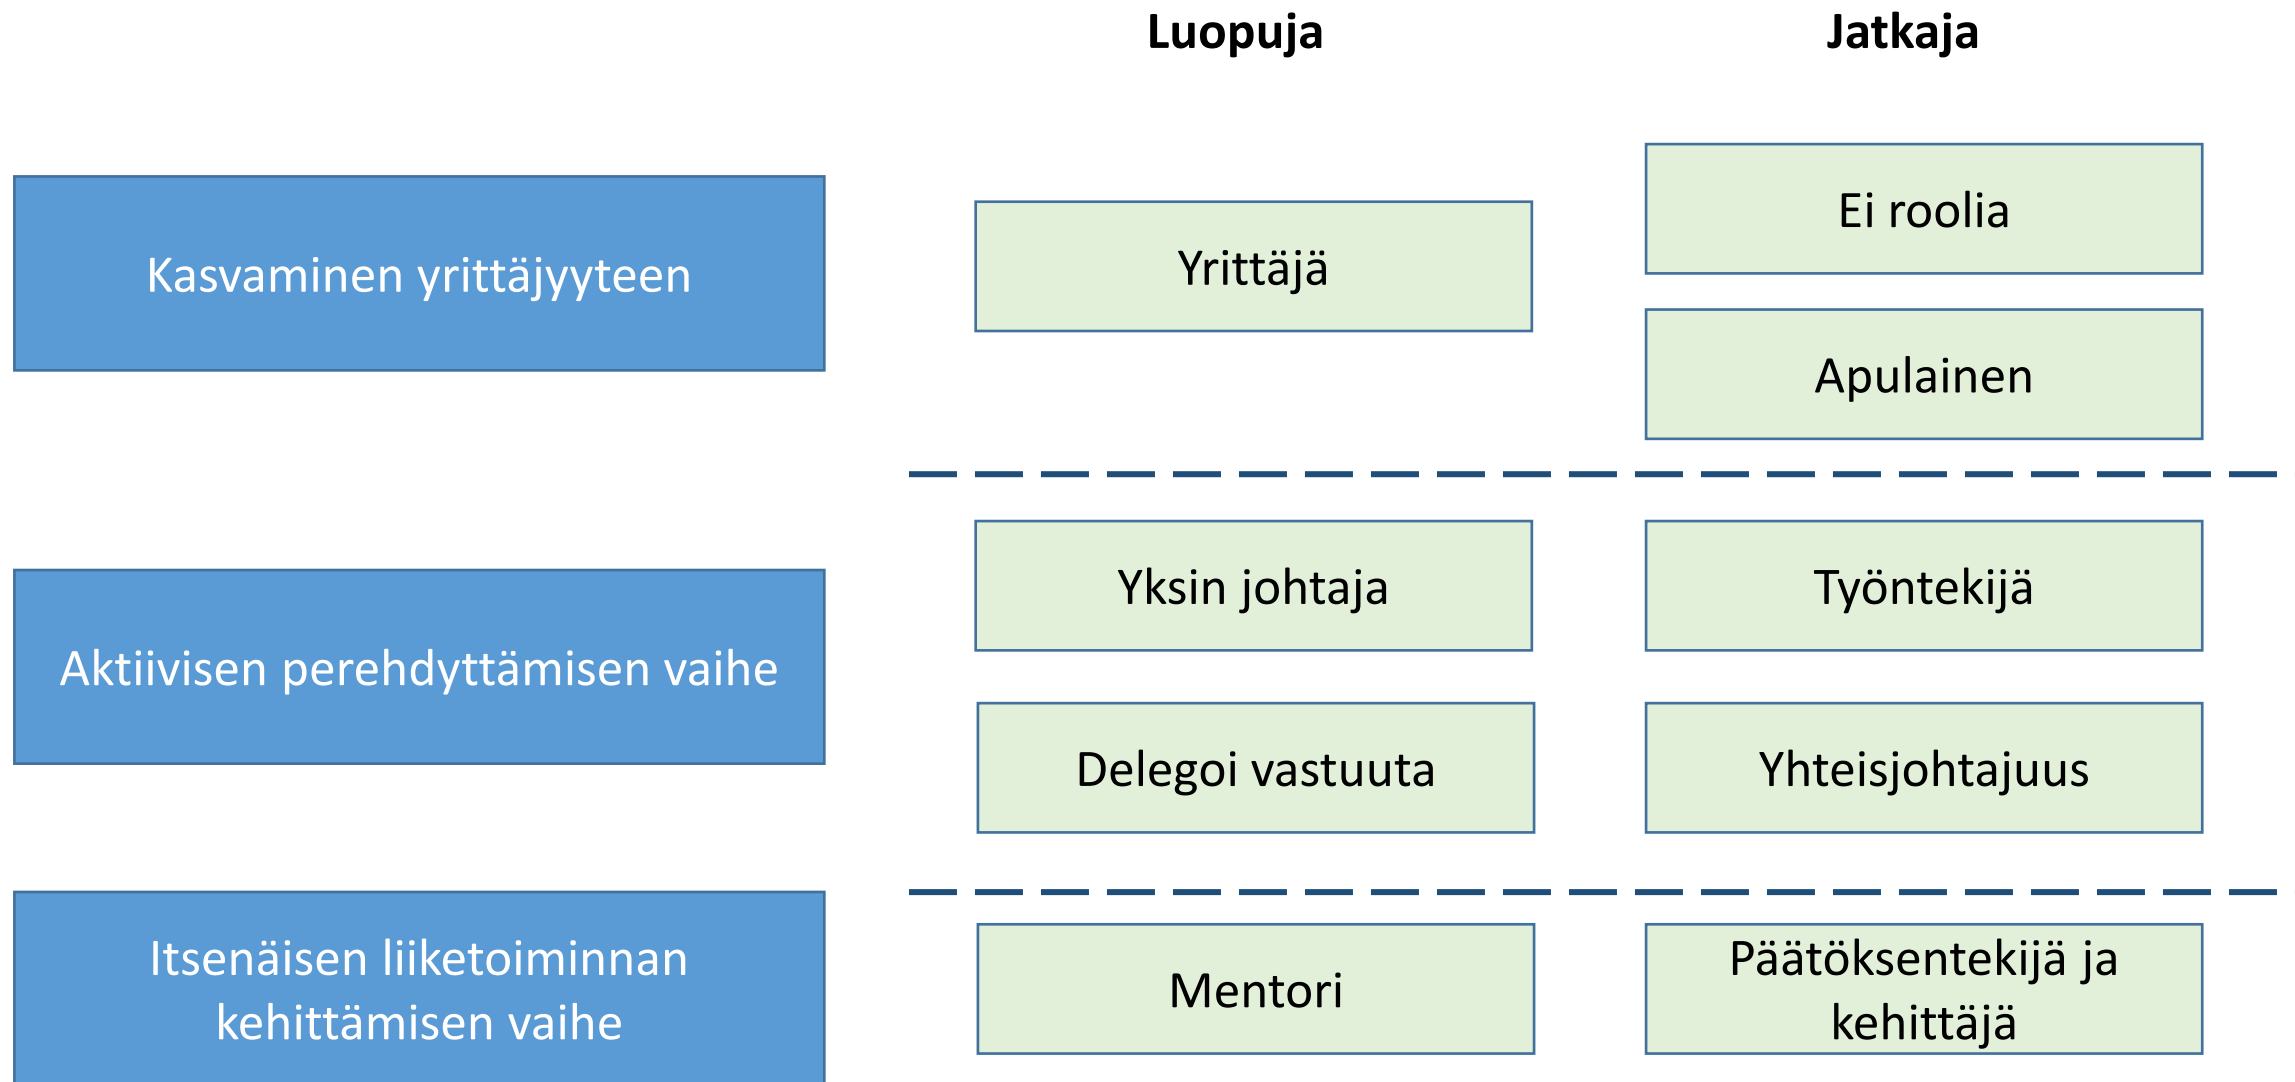 Luopuja
Jatkaja
Kasvaminen yrittäjyyteen
Yrittäjä
Ei roolia
Apulainen
Aktiivisen perehdyttämisen vaihe
Yksin johtaja
Työntekijä
Delegoi vastuuta
Yhteisjohtajuus
Itsenäisen liiketoiminnan
kehittämisen vaihe
Mentori
Päätöksentekijä ja
kehittäjä